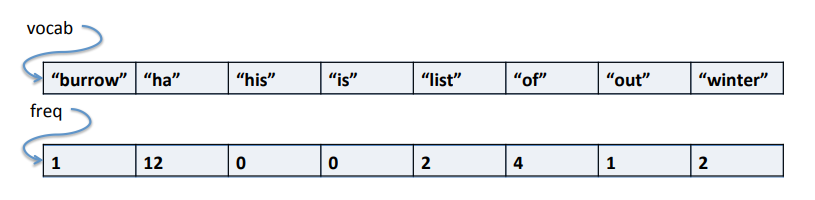 vocab
“burrow” “ha” “his” “is” “list” “of” “out” “winter”
freq
1 12 0 0 2 4 1 2